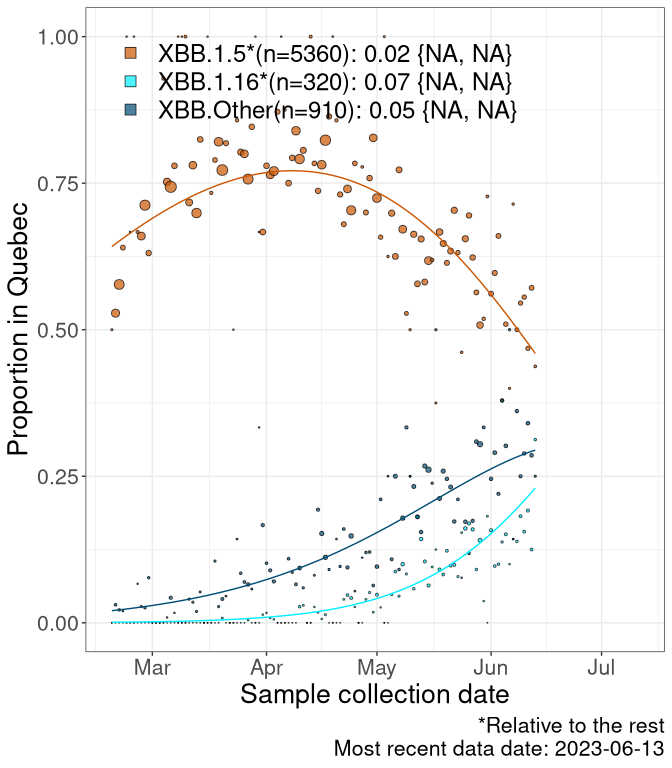 1.00
0.75
0.50
0.25
0.00
Proportion in Quebec
XBB.1.5*(n=5360): 0.02 {NA, NA}
XBB.1.16*(n=320): 0.07 {NA, NA}
XBB.Other(n=910): 0.05 {NA, NA}
Mar Apr May Jun Jul
Sample collection date
*Relative to the rest
Most recent data date: 2023-06-13